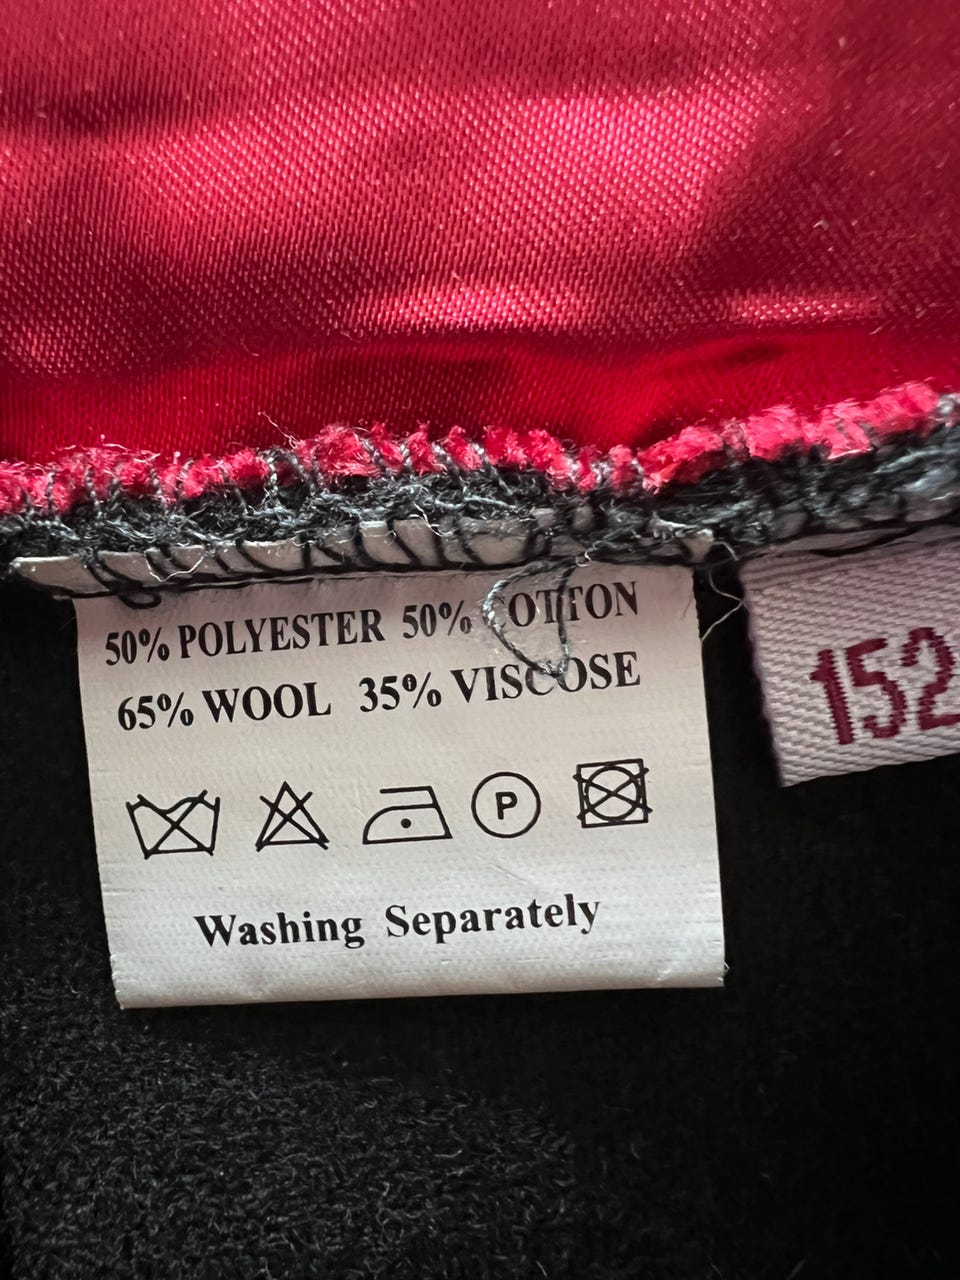 50% POLYESTER 50% COTTON
65% WOOL 35% VISCOSE
P
Washing Separately
152